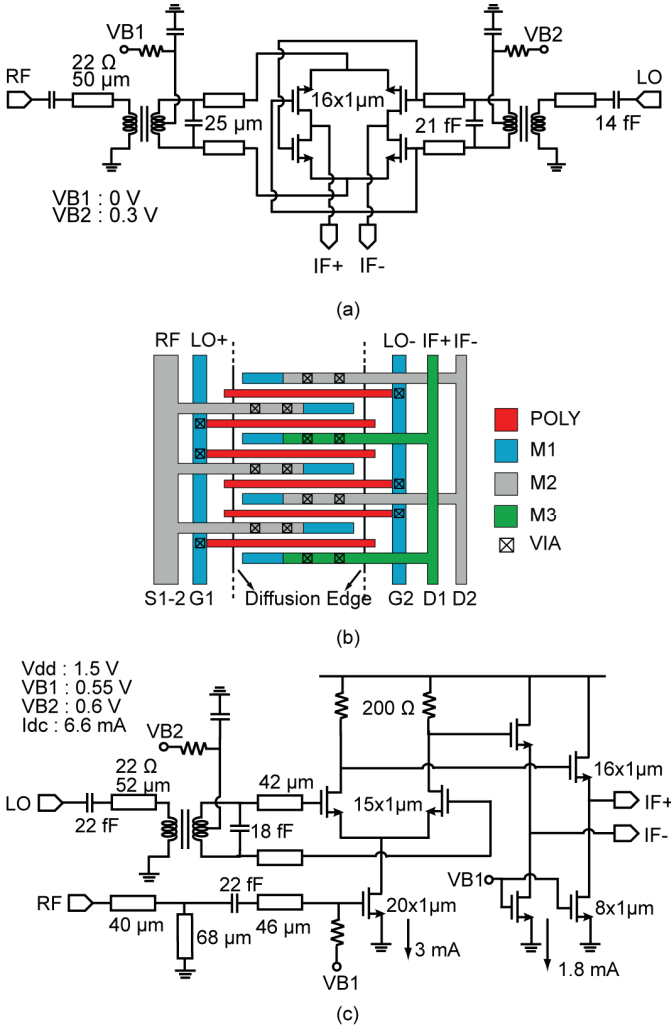 VB1
VB2
RF
22 Ω
50 µm
LO
16x1µm
25 µm
21 fF
14 fF
VB1 : 0 V
VB2 : 0.3 V
IF+ IF-
(a)
RF LO+ LO- IF+ IF-
POLY
M1
M2
M3
VIA
S1-2 G1 Diffusion Edge G2 D1 D2
(b)
Vdd : 1.5 V
VB1 : 0.55 V
VB2 : 0.6 V
Idc : 6.6 mA
VB2
200 Ω
22 Ω
52 µm
42 µm
16x1µm
LO
IF+
15x1µm
22 fF
18 fF
IF-
VB1
RF
22 fF
20x1µm
8x1µm
40 µm
46 µm
68 µm
3 mA
1.8 mA
VB1
(c)